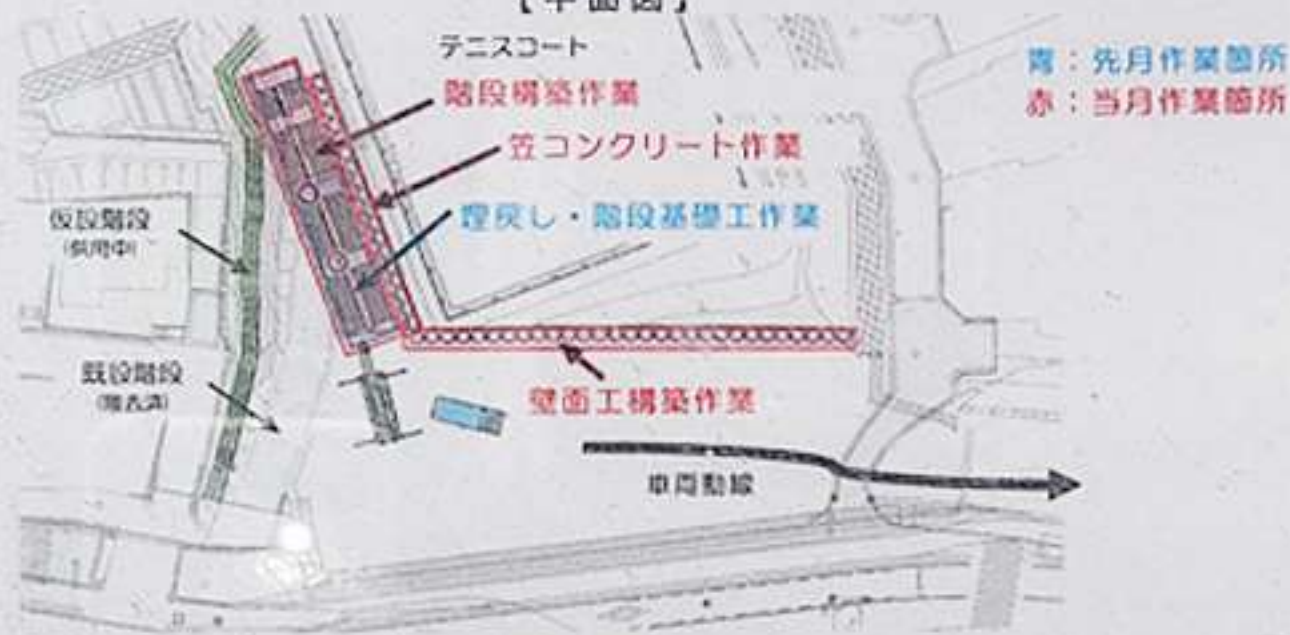 【平面図】
テニスコート
青：先月作業箇所
赤：当月作業箇所
階段構築作業
笠コンクリート作業
埋戻し・階段基礎工作業
仮設階段
(供用中)
既設階段
(撤去済)
壁面工構築作業
車両動線